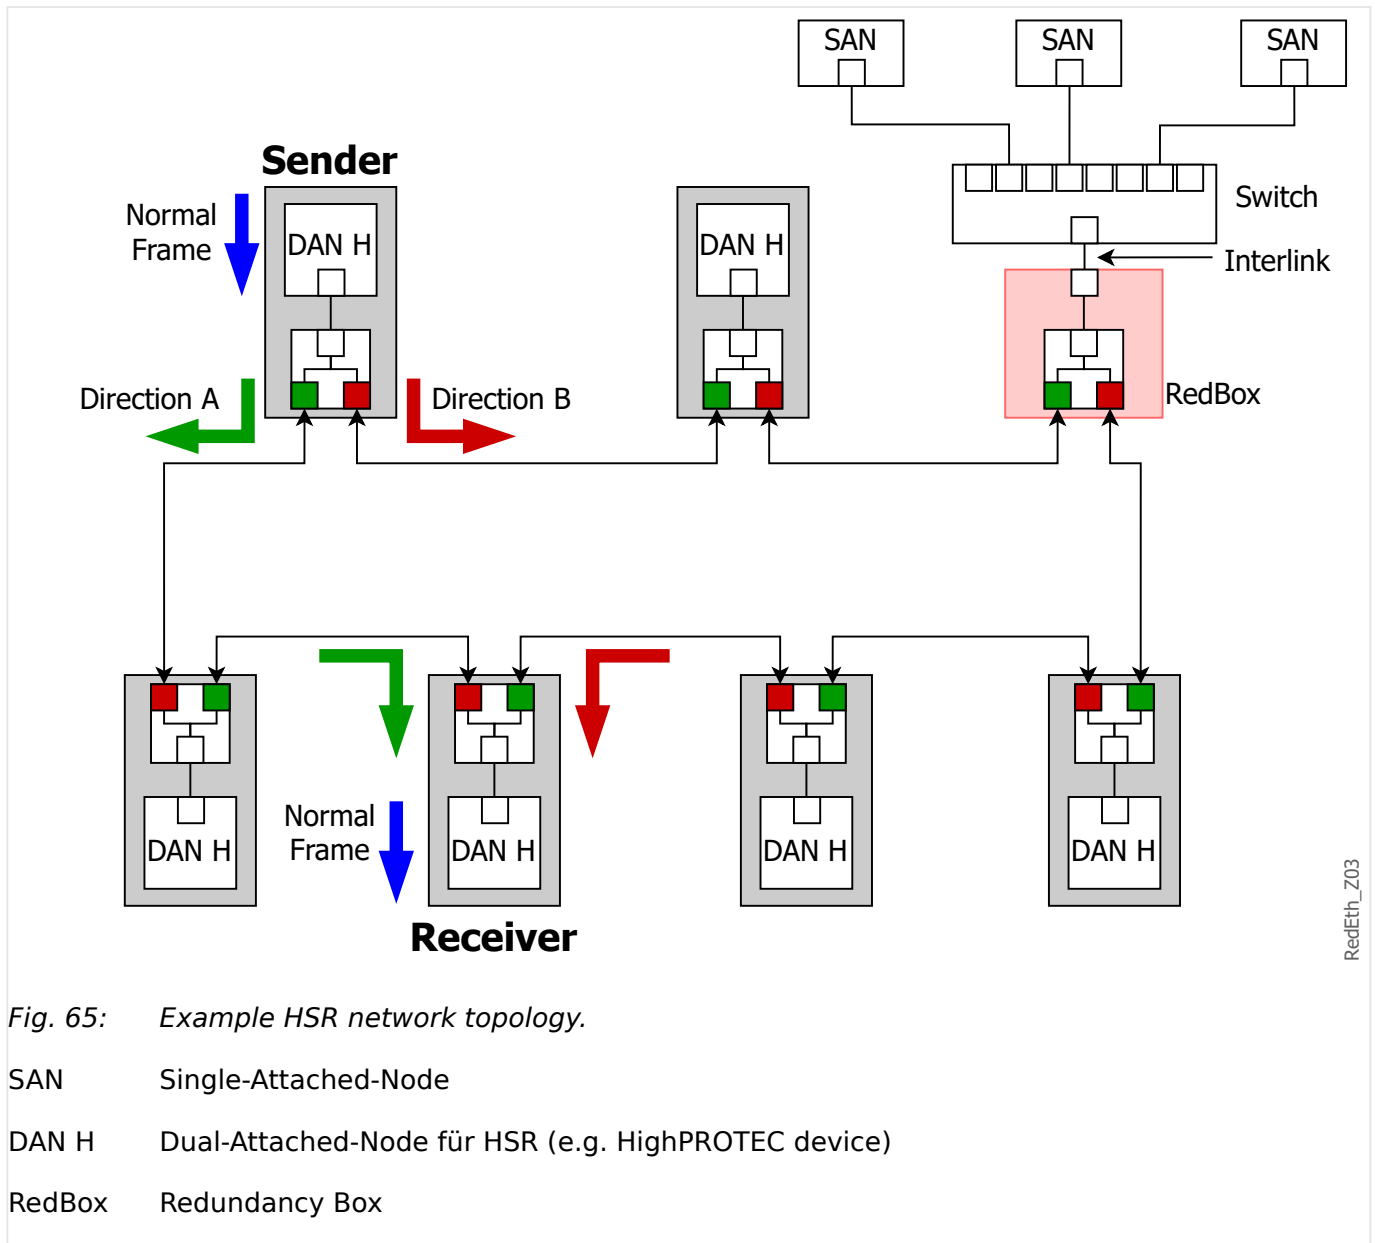 SAN SAN SAN
Sender
Switch
Normal
Frame
DAN H DAN H
Interlink
Direction A Direction B RedBox
Normal
Frame
DAN H DAN H DAN H DAN H
Receiver
RedEth_Z03
Fig. 65: Example HSR network topology.
SAN Single-Attached-Node
DAN H Dual-Attached-Node für HSR (e.g. HighPROTEC device)
RedBox Redundancy Box